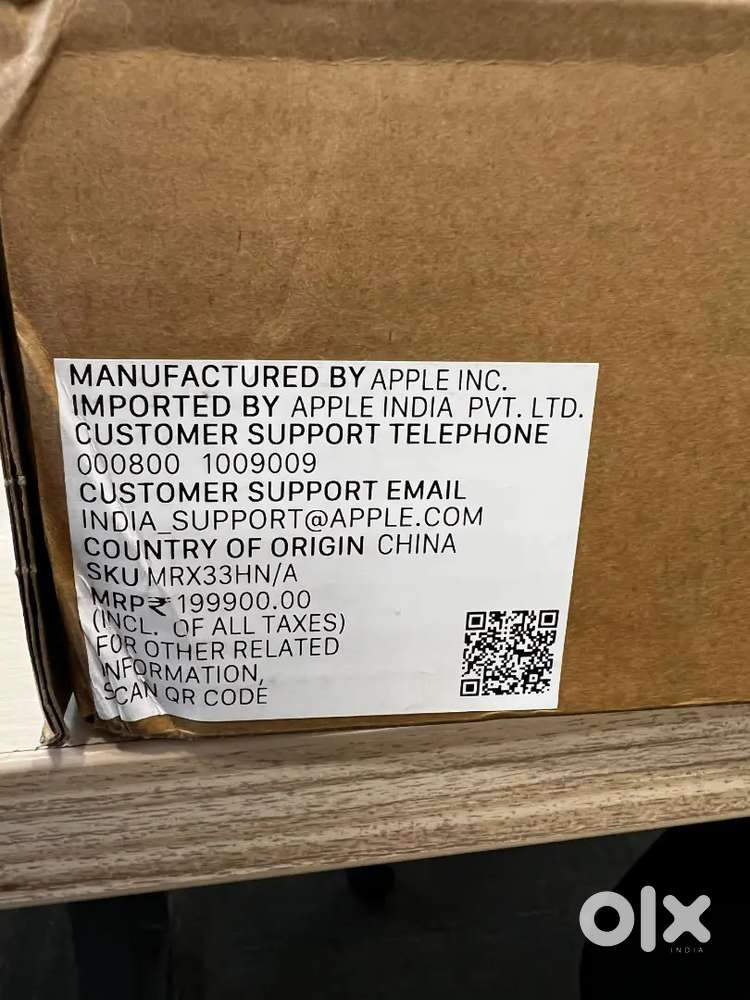 MANUFACTURED BY APPLE INC.
IMPORTED BY APPLE INDIA PVT. LTD.
CUSTOMER SUPPORT TELEPHONE
000800 1009009
CUSTOMER SUPPORT EMAIL
INDIA_SUPPORT@APPLE.COM
COUNTRY OF ORIGIN CHINA
SKU MRX33HN/A
MRP₹ 199900.00
(INCL. OF ALL TAXES)
FOR OTHER RELATED
INFORMATION,
SCAN QR CODE
olx
INDIA